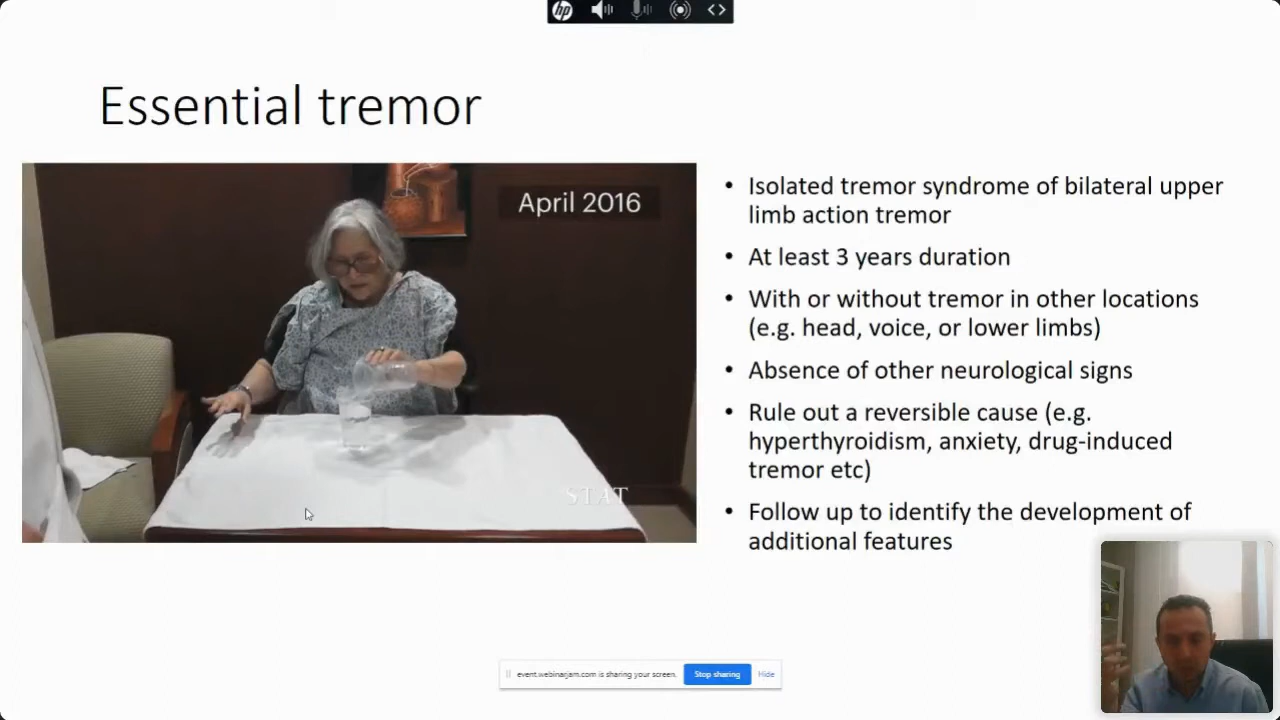 hp
Essential tremor
April 2016
STAT
• Isolated tremor syndrome of bilateral upper
limb action tremor
• At least 3 years duration
• With or without tremor in other locations
(e.g. head, voice, or lower limbs)
• Absence of other neurological signs
• Rule out a reversible cause (e.g.
hyperthyroidism, anxiety, drug-induced
tremor etc)
• Follow up to identify the development of
additional features
event.webinarjam.com is sharing your screen. Stop sharing Hide